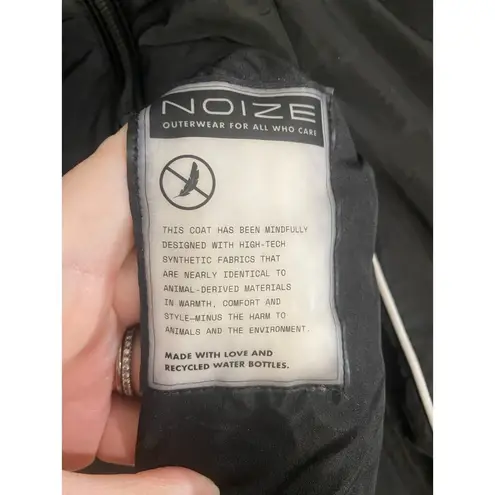 NOIZE
OUTERWEAR FOR ALL WHO CARE
THIS COAT HAS BEEN MINDFULLY
DESIGNED WITH HIGH-TECH
SYNTHETIC FABRICS THAT
ARE NEARLY IDENTICAL TO
ANIMAL-DERIVED MATERIALS
IN WARMTH, COMFORT AND
STYLE—MINUS THE HARM TO
ANIMALS AND THE ENVIRONMENT.
MADE WITH LOVE AND
RECYCLED WATER BOTTLES.